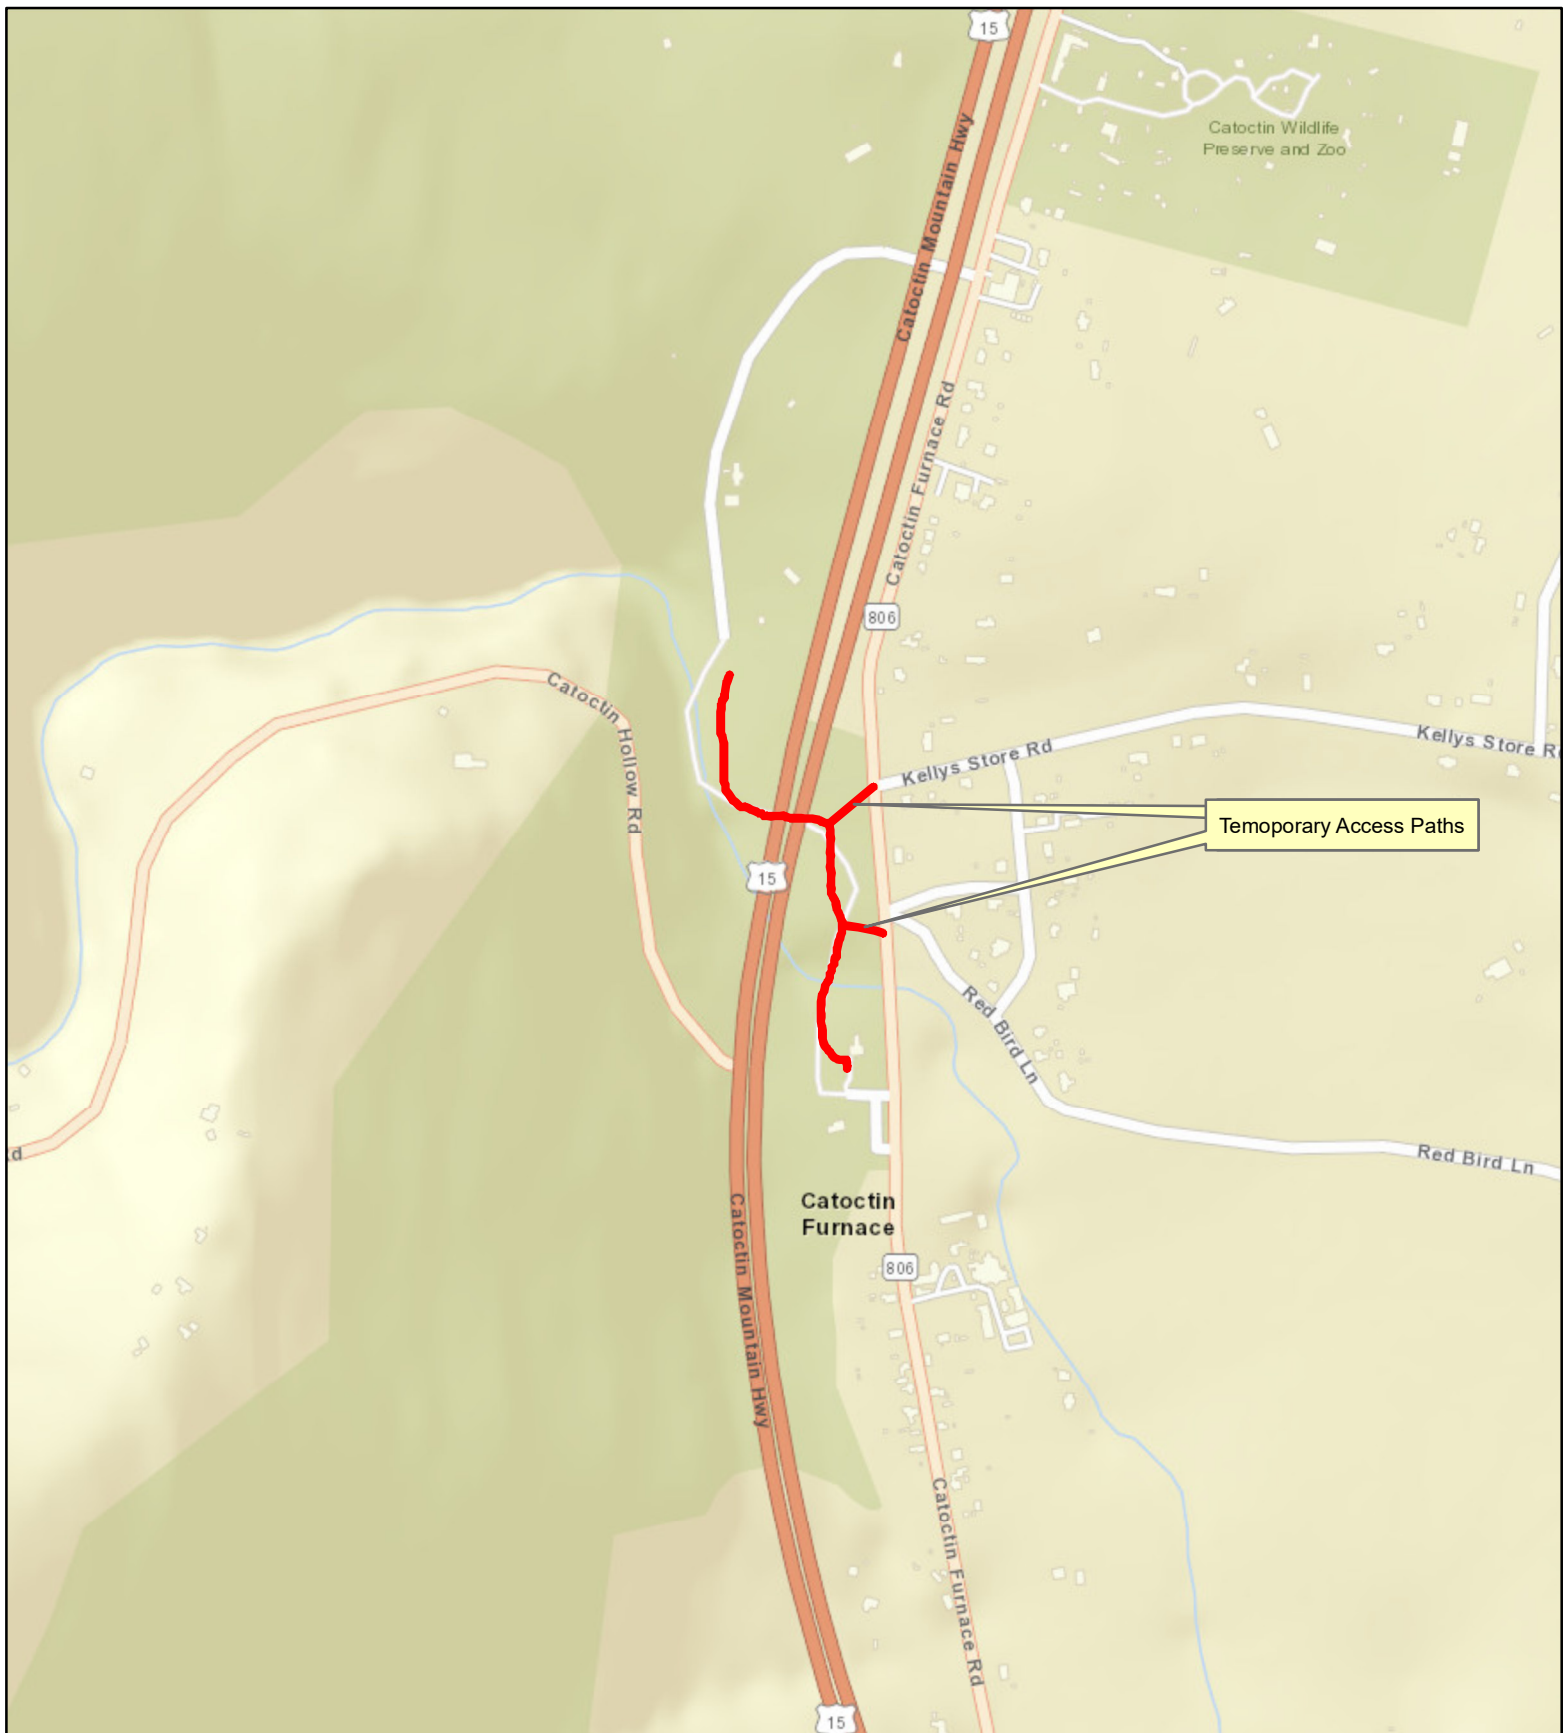 15
Catoctin Wildlife
Preserve and Zoo
Catoctin Mountain Hwy
Catoctin Furnace Rd
806
Catoctin Hollow Rd
Kellys Store Rd
Kellys Store Rd
Temoporary Access Paths
15
Red Bird Ln
Red Bird Ln
Rd
Catoctin
Furnace
Catoctin Mountain Hwy
806
Catoctin Furnace Rd
15